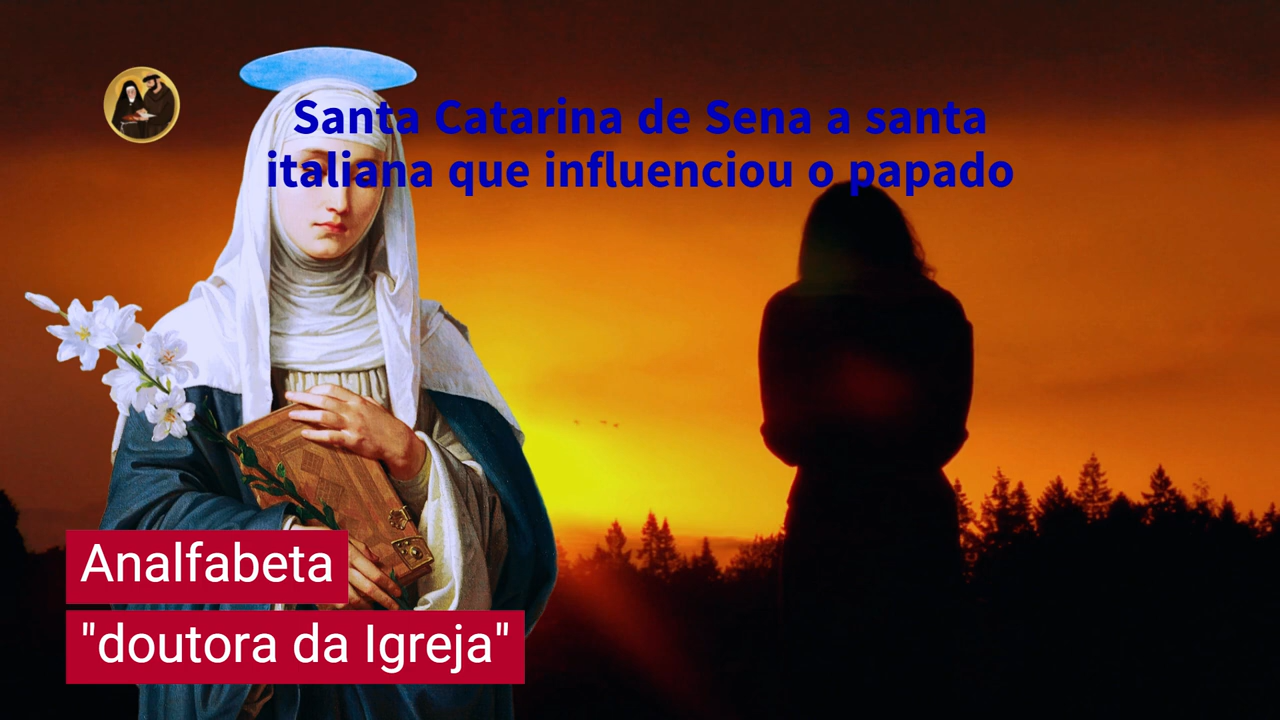 Santa Catarina de Sena a santa
italiana que influenciou o papado
Analfabeta
"doutora da Igreja"